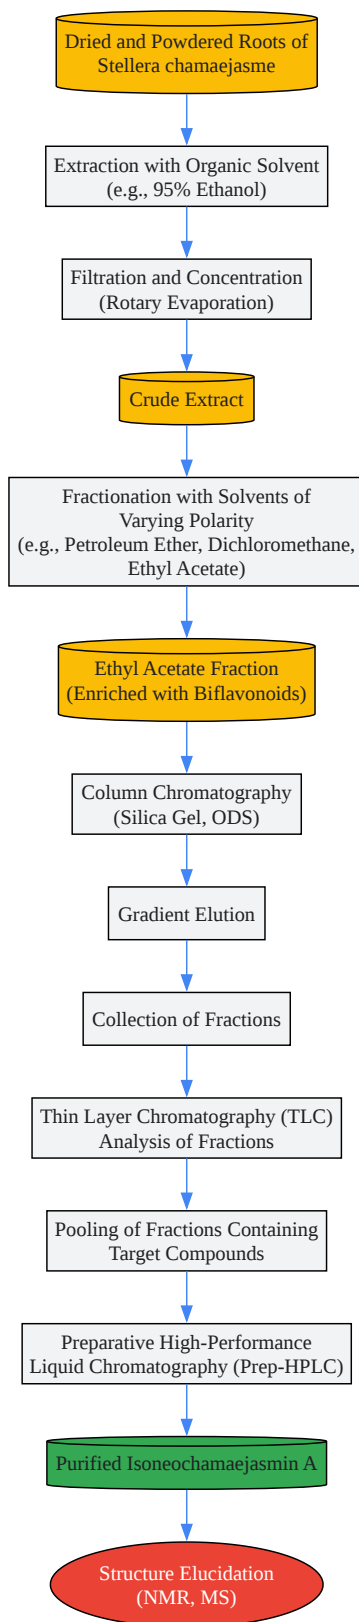 Dried and Powdered Roots of
Stellera chamaejasme
Extraction with Organic Solvent
(e.g., 95% Ethanol)
Filtration and Concentration
(Rotary Evaporation)
Crude Extract
Fractionation with Solvents of
Varying Polarity
(e.g., Petroleum Ether, Dichloromethane,
Ethyl Acetate)
Ethyl Acetate Fraction
(Enriched with Biflavonoids)
Column Chromatography
(Silica Gel, ODS)
Gradient Elution
Collection of Fractions
Thin Layer Chromatography (TLC)
Analysis of Fractions
Pooling of Fractions Containing
Target Compounds
Preparative High-Performance
Liquid Chromatography (Prep-HPLC)
Purified Isoneochamaejasmin A
Structure Elucidation
(NMR, MS)